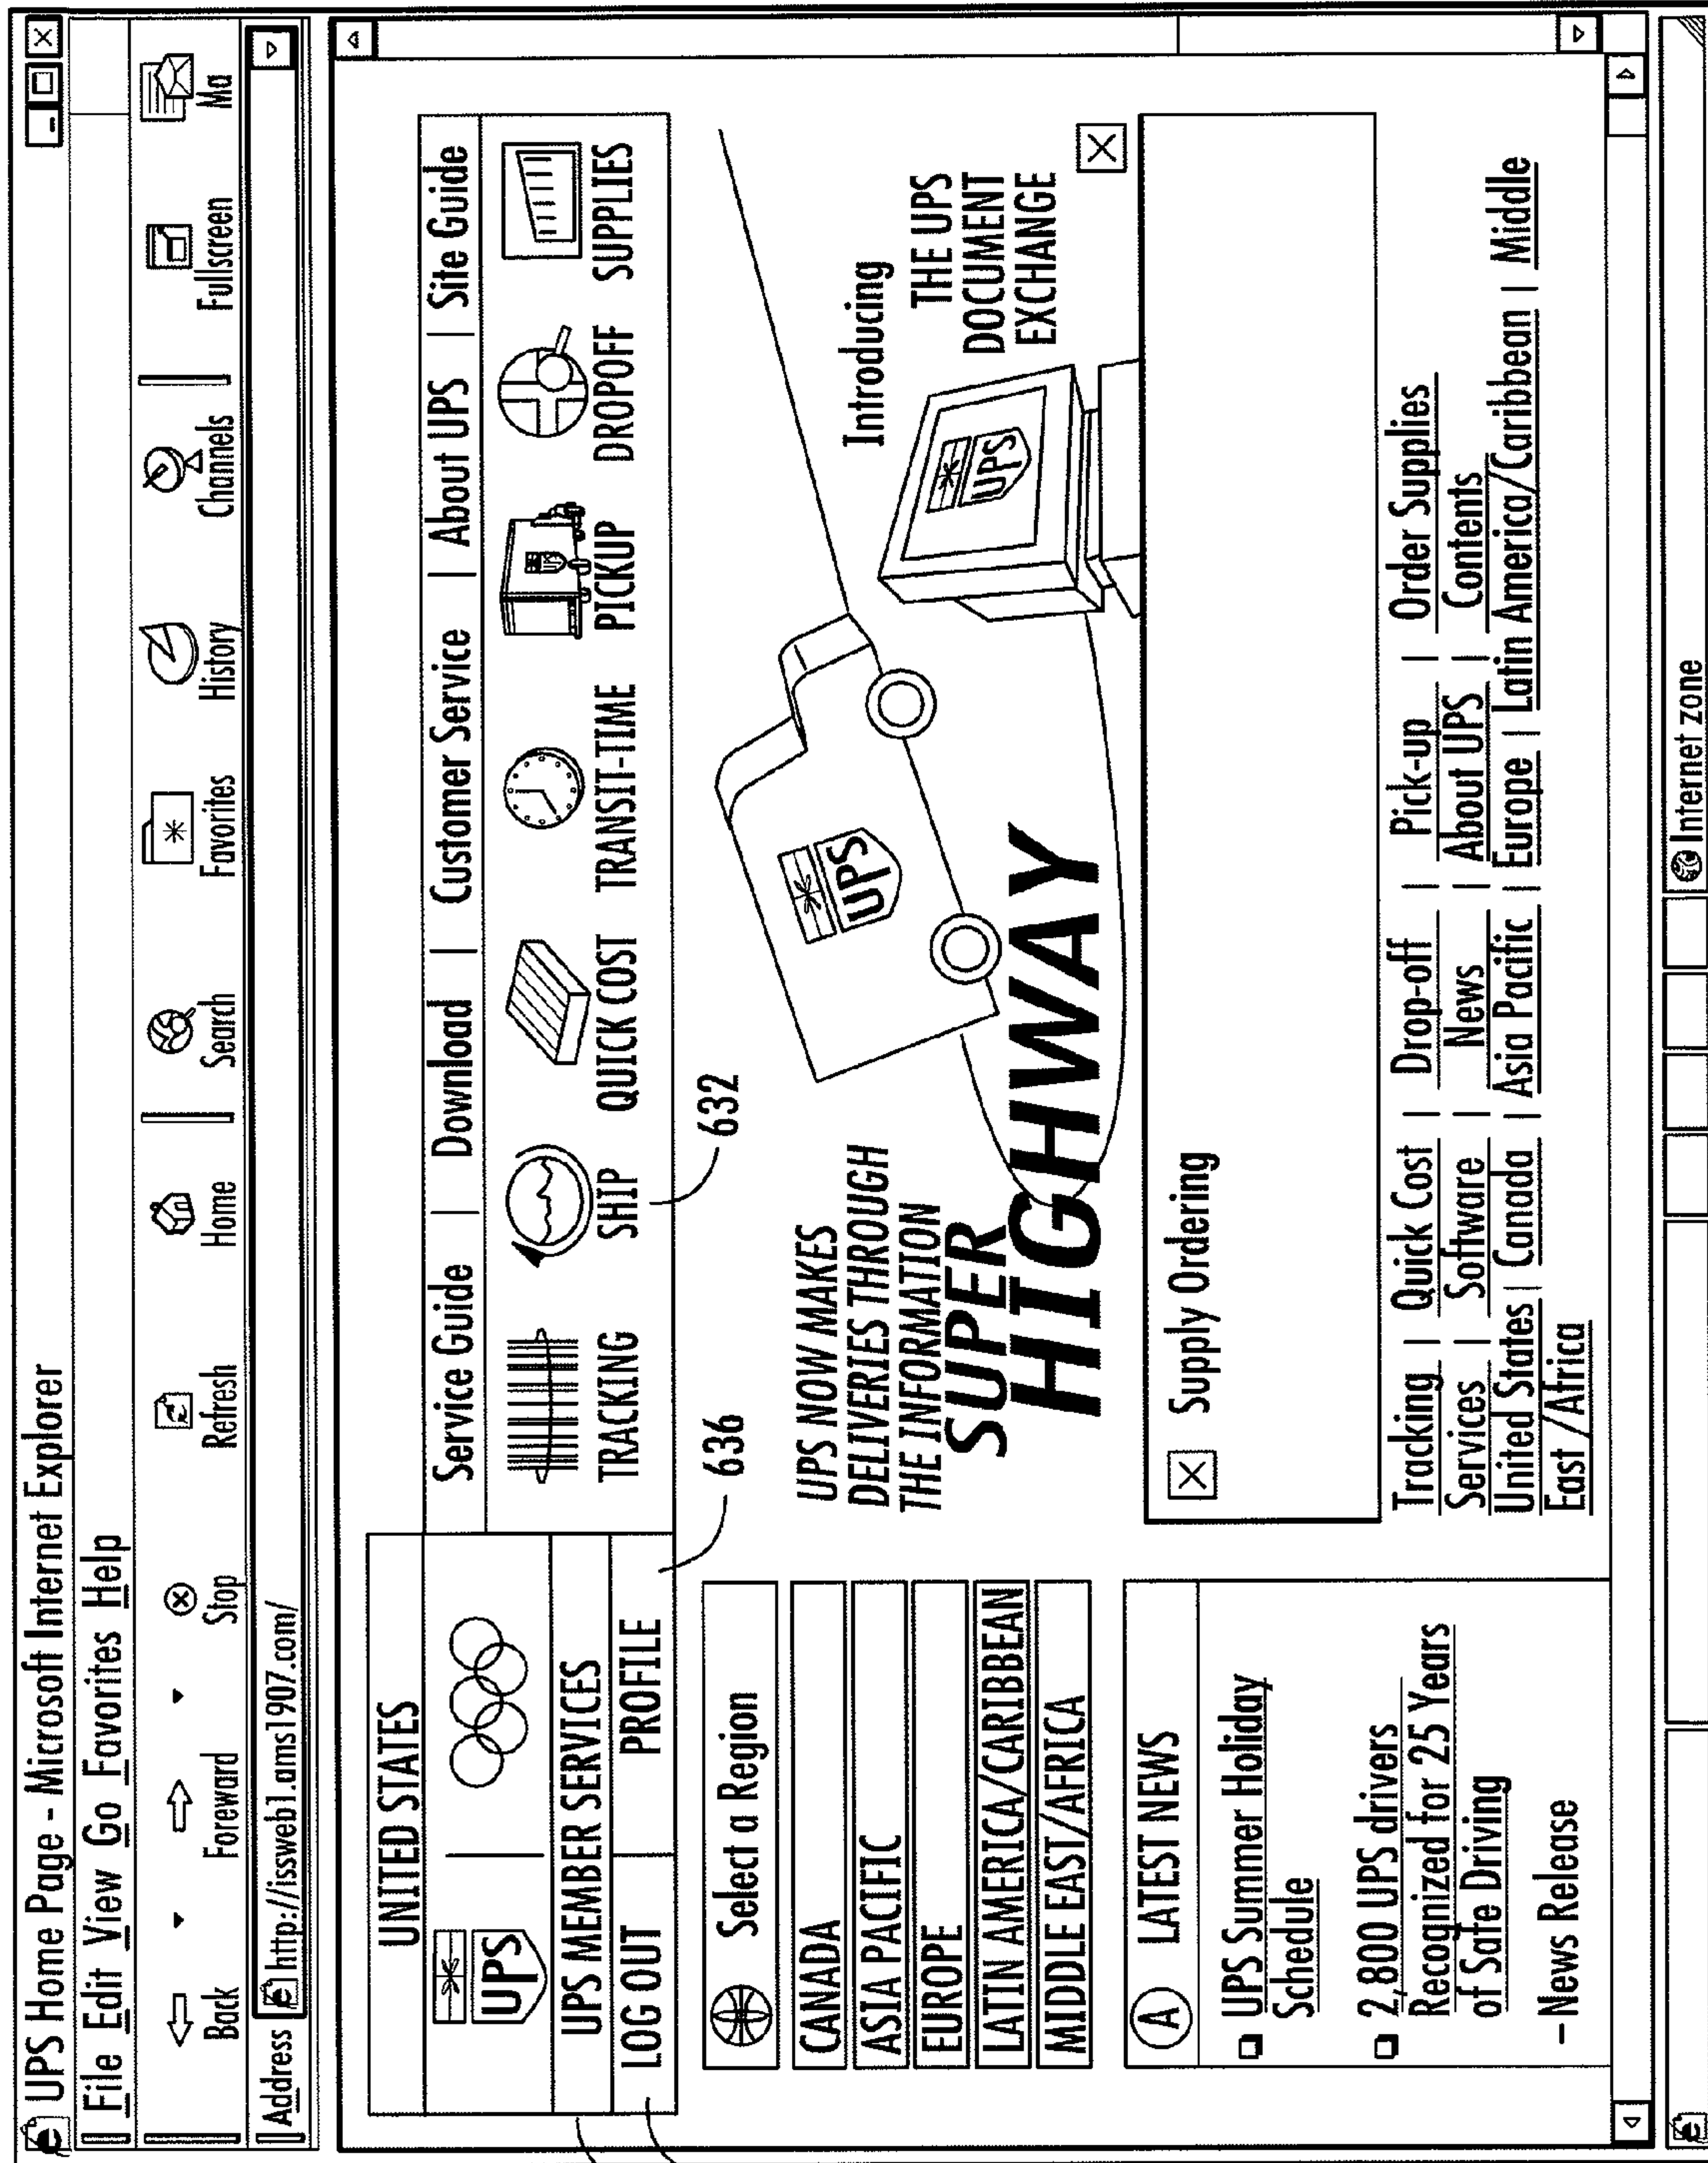 UPS Home Page - Microsoft Internet Explorer
File Edit View Go Favorites Help
Back Foreward Stop Refresh Home Search Favorites History Channels Fullscreen Ma
Address http://issweb1.ams1907.com/
UNITED STATES
UPS
UPS MEMBER SERVICES
LOG OUT PROFILE
636
Service Guide | Download | Customer Service | About UPS | Site Guide
TRACKING SHIP QUICK COST TRANSIT-TIME PICKUP DROPOFF SUPPLIES
632
Select a Region
CANADA
ASIA PACIFIC
EUROPE
LATIN AMERICA/CARIBBEAN
MIDDLE EAST/AFRICA
A LATEST NEWS
UPS Summer Holiday
Schedule
2,800 UPS drivers
Recognized for 25 Years
of Safe Driving
– News Release
UPS NOW MAKES
DELIVERIES THROUGH
THE INFORMATION
SUPER
HIGHWAY
UPS
UPS
Introducing
THE UPS
DOCUMENT
EXCHANGE
Supply Ordering
Tracking | Quick Cost | Drop-off | Pick-up | Order Supplies
Services | Software | News | About UPS | Contents
United States | Canada | Asia Pacific | Europe | Latin America/Caribbean | Middle
East /Africa
Internet zone